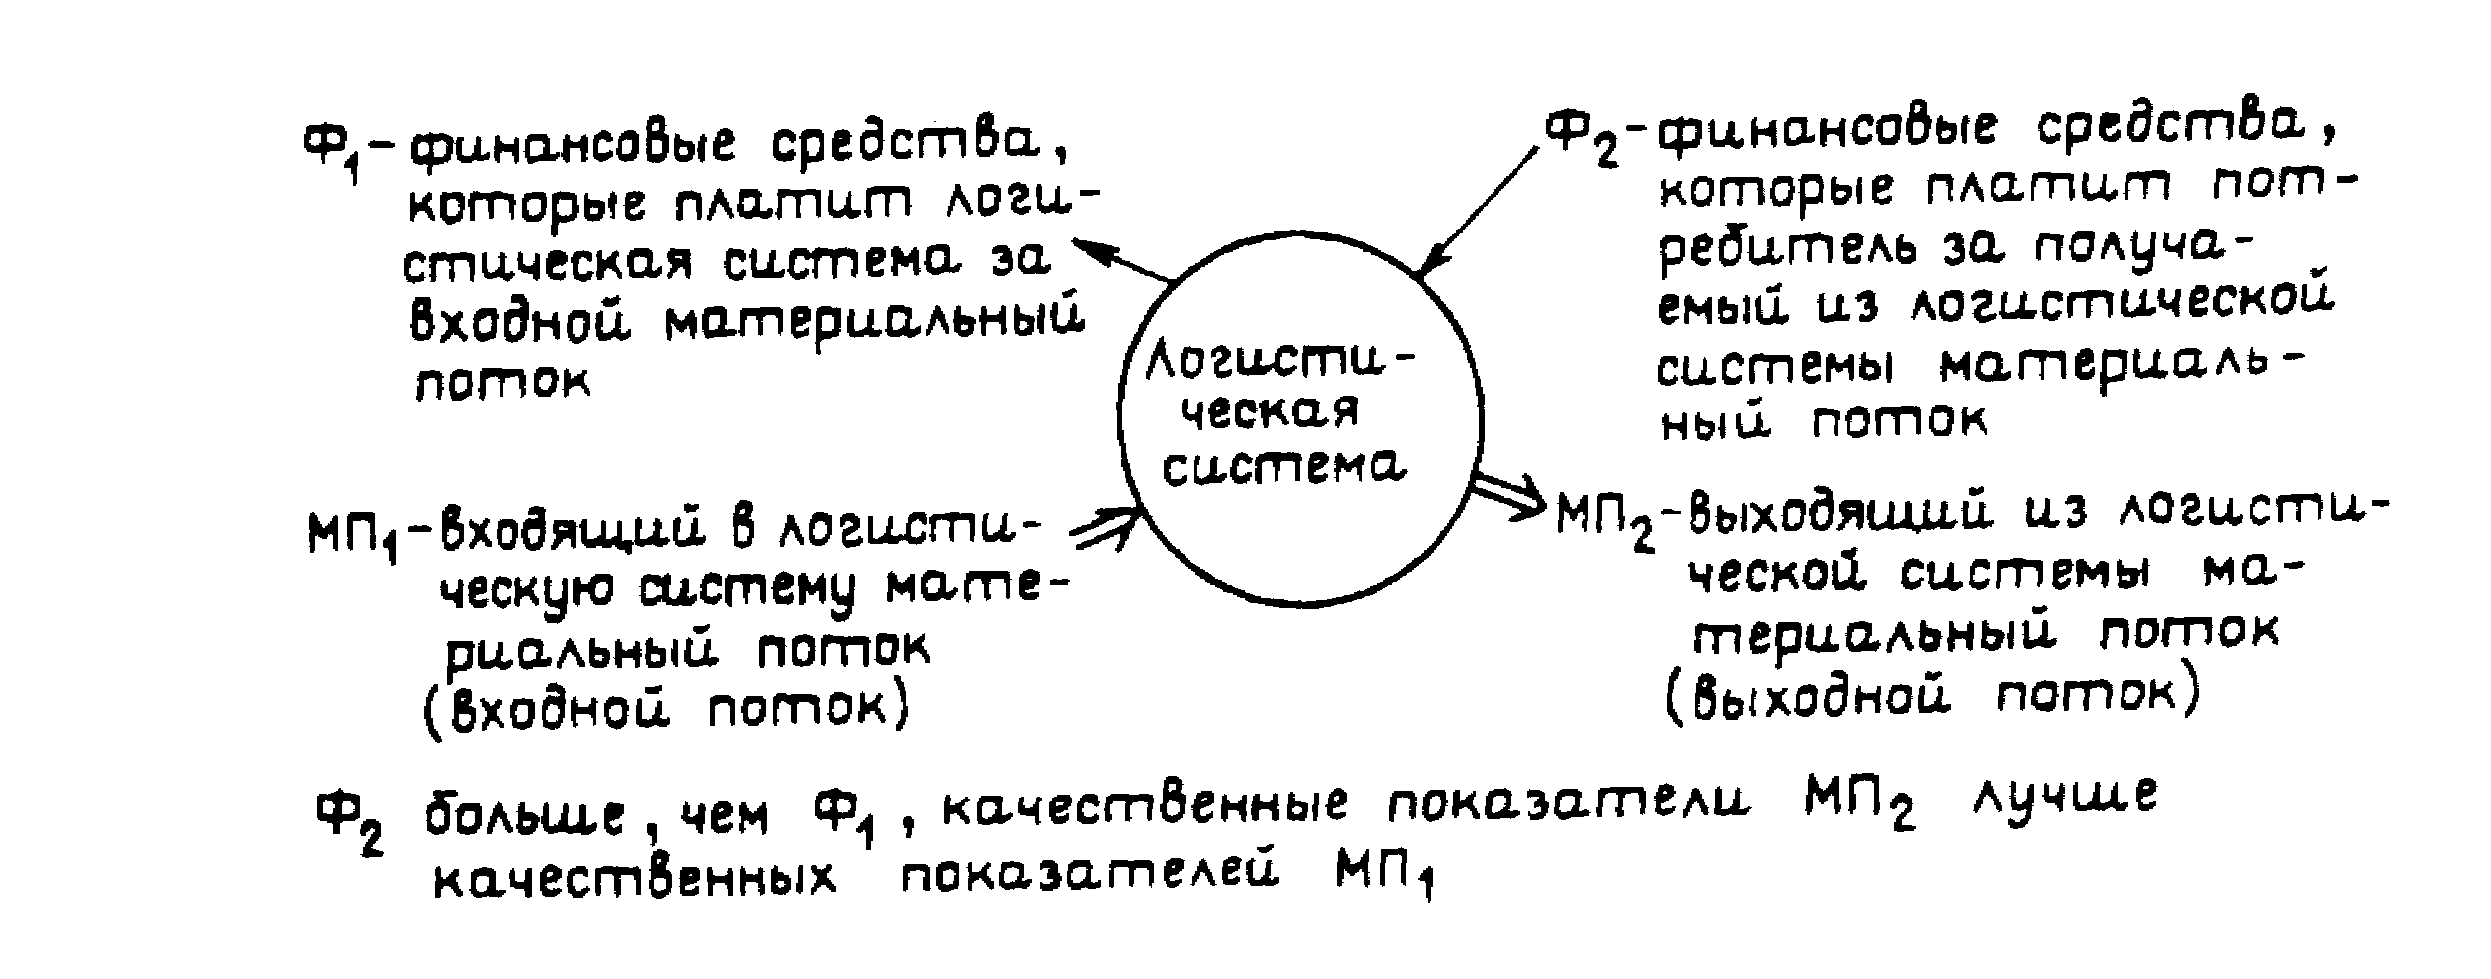 Ф₁ – финансовые средства,
которые платит логи-
стическая система за
входной материальный
поток
Ф₂ – финансовые средства,
которые платит пот-
ребитель за получа-
емый из логистической
системы материаль-
ный поток
Логисти-
ческая
система
МП₁ – входящий в логисти-
ческую систему мате-
риальный поток
(входной поток)
МП₂ – выходящий из логисти-
ческой системы ма-
териальный поток
(выходной поток)
Ф₂ больше, чем Ф₁, качественные показатели МП₂ лучше
качественных показателей МП₁